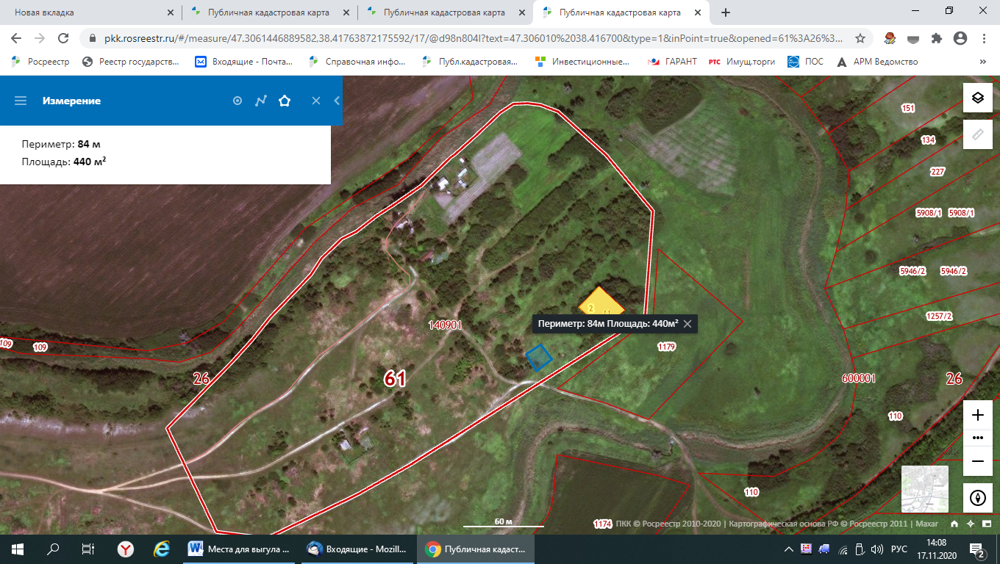 Новая вкладка
Публичная кадастровая карта
Публичная кадастровая карта
Публичная кадастровая карта
pkk.rosreestr.ru/#/measure/47.3061446889582,38.41763872175592/17/@d98n804l?text=47.306010%2038.416700&type=1&inPoint=true&opened=61%3A26%3...
Росреестр
Реестр государств...
Входящие - Почта...
Справочная инфо...
Публ.кадастровая...
Инвестиционные...
ГАРАНТ
РТС Имущ.торги
ПОС
АРМ Ведомство
»
Измерение
Периметр: 84 м
Площадь: 440 м²
151
134
227
5908/1 5908/1
5946/2 5946/2
1257/2
2
Периметр: 84м Площадь: 440м²
140901
109 109
1179
26
61
600001
26
110
110
60 м
1174
ПКК © Росреестр 2010-2020 | Картографическая основа РФ © Росреестр 2011 | Maxar
Места для выгула ...
Входящие - Mozill...
Публичная кадаст...
РУС
14:08
17.11.2020
2